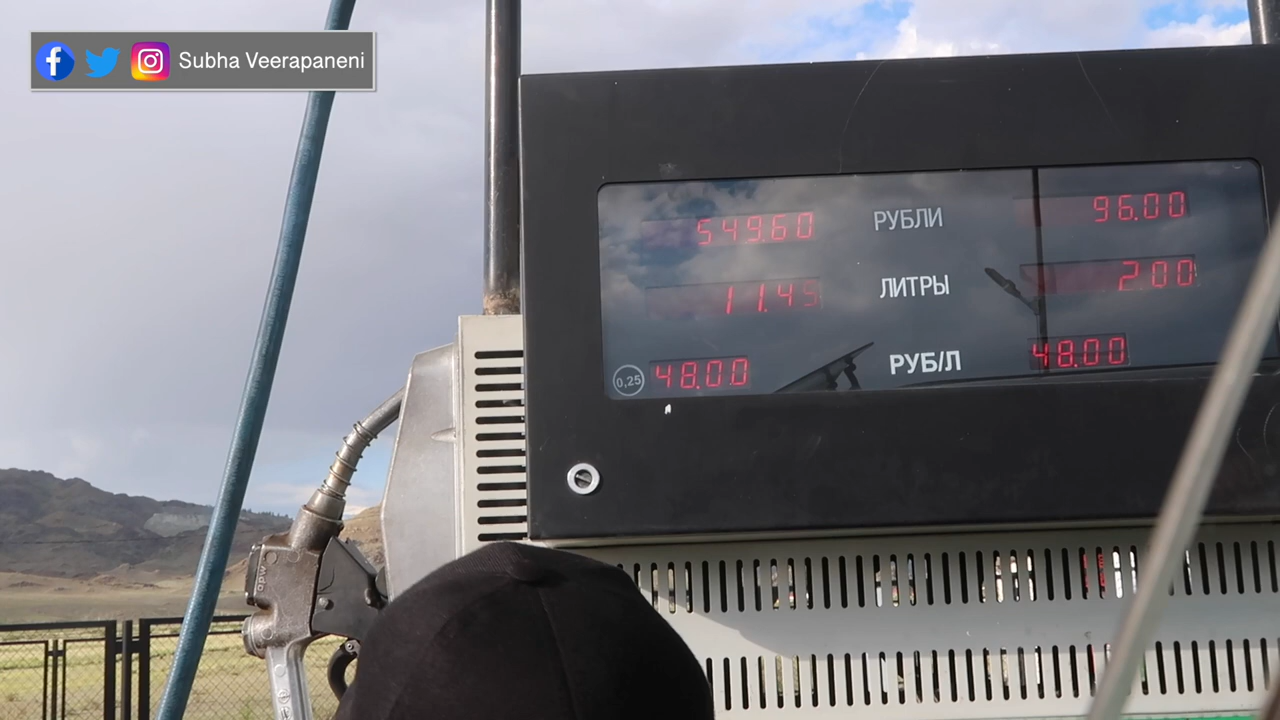 Subha Veerapaneni
549.60 РУБЛИ 96.00
11.45 ЛИТРЫ 2.00
0,25 48.00 РУБ/Л 48.00
opw